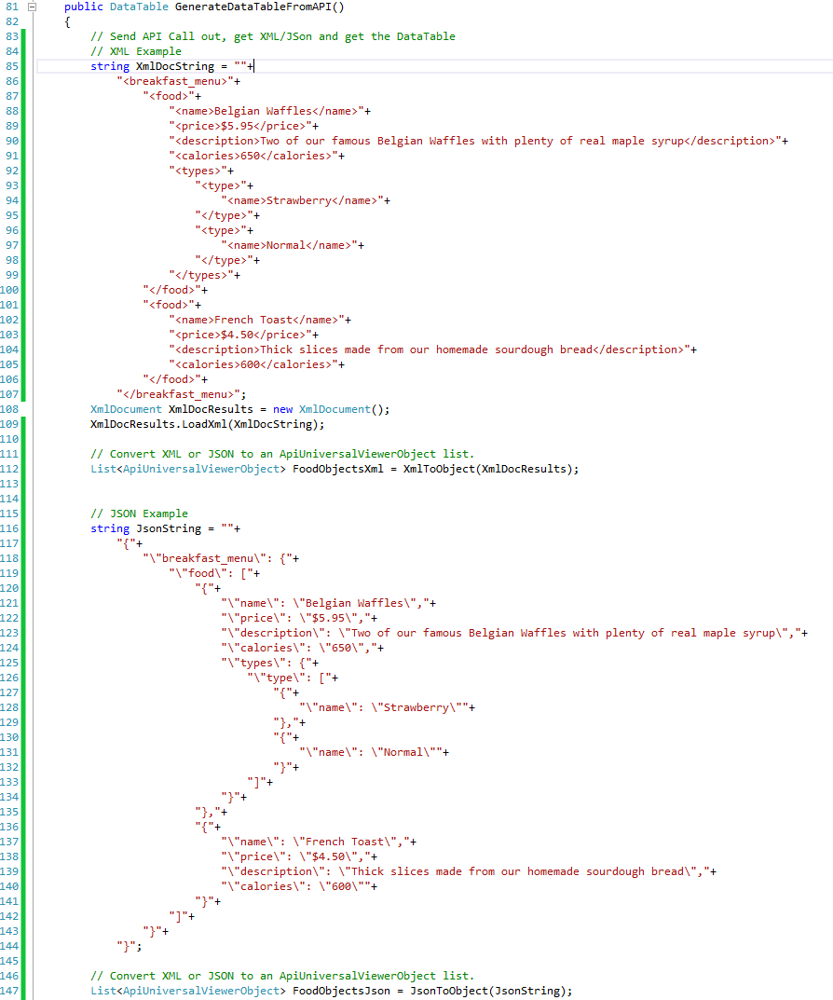 81 public DataTable GenerateDataTableFromAPI()
82 {
83 // Send API Call out, get XML/JSon and get the DataTable
84 // XML Example
85 string XmlDocString = ""+
86 "<breakfast_menu>"+
87 "<food>"+
88 "<name>Belgian Waffles</name>"+
89 "<price>$5.95</price>"+
90 "<description>Two of our famous Belgian Waffles with plenty of real maple syrup</description>"+
91 "<calories>650</calories>"+
92 "<types>"+
93 "<type>"+
94 "<name>Strawberry</name>"+
95 "</type>"+
96 "<type>"+
97 "<name>Normal</name>"+
98 "</type>"+
99 "</types>"+
100 "</food>"+
101 "<food>"+
102 "<name>French Toast</name>"+
103 "<price>$4.50</price>"+
104 "<description>Thick slices made from our homemade sourdough bread</description>"+
105 "<calories>600</calories>"+
106 "</food>"+
107 "</breakfast_menu>";
108 XmlDocument XmlDocResults = new XmlDocument();
109 XmlDocResults.LoadXml(XmlDocString);
110
111 // Convert XML or JSON to an ApiUniversalViewerObject list.
112 List<ApiUniversalViewerObject> FoodObjectsXml = XmlToObject(XmlDocResults);
113
114
115 // JSON Example
116 string JsonString = ""+
117 "{"+
118 "\"breakfast_menu\": {"+
119 "\"food\": ["+
120 "{"+
121 "\"name\": \"Belgian Waffles\","+
122 "\"price\": \"$5.95\","+
123 "\"description\": \"Two of our famous Belgian Waffles with plenty of real maple syrup\","+
124 "\"calories\": \"650\","+
125 "\"types\": {"+
126 "\"type\": ["+
127 "{"+
128 "\"name\": \"Strawberry\""+
129 "},"+
130 "{"+
131 "\"name\": \"Normal\""+
132 "}"+
133 "]"+
134 "}"+
135 "},"+
136 "{"+
137 "\"name\": \"French Toast\","+
138 "\"price\": \"$4.50\","+
139 "\"description\": \"Thick slices made from our homemade sourdough bread\","+
140 "\"calories\": \"600\""+
141 "}"+
142 "]"+
143 "}"+
144 "}";
145
146 // Convert XML or JSON to an ApiUniversalViewerObject list.
147 List<ApiUniversalViewerObject> FoodObjectsJson = JsonToObject(JsonString);